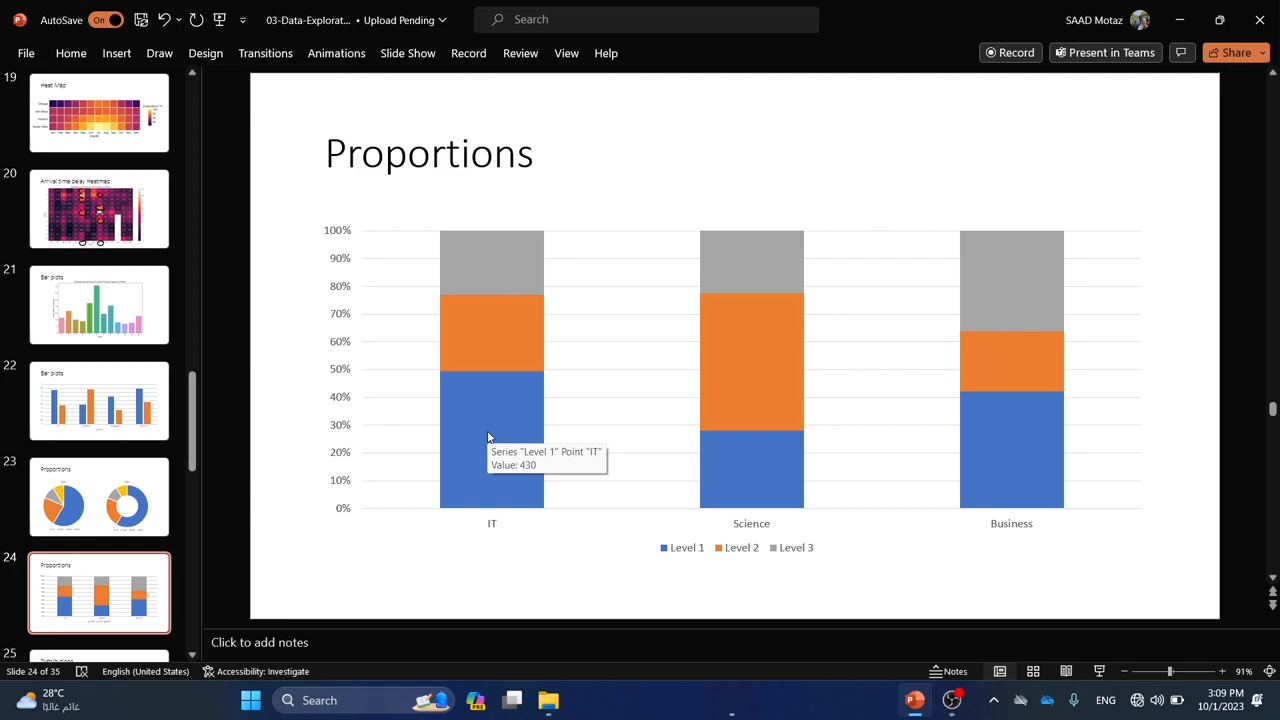 AutoSave On 03-Data-Explorat... • Upload Pending Search SAAD Motaz
File Home Insert Draw Design Transitions Animations Slide Show Record Review View Help Record Present in Teams Share
19
Heat Map
20
Arrival time delay Heatmap
21
Bar plots
22
Bar plots
23
Proportions
24
Proportions
25
Distributions
Proportions
100%
90%
80%
70%
60%
50%
40%
30%
20%
10%
0%
Series "Level 1" Point "IT"
Value: 430
IT Science Business
Level 1 Level 2 Level 3
Click to add notes
Slide 24 of 35 English (United States) Accessibility: Investigate Notes 91%
28°C
غائم غالبًا
Search
PRE
ENG
3:09 PM
10/1/2023